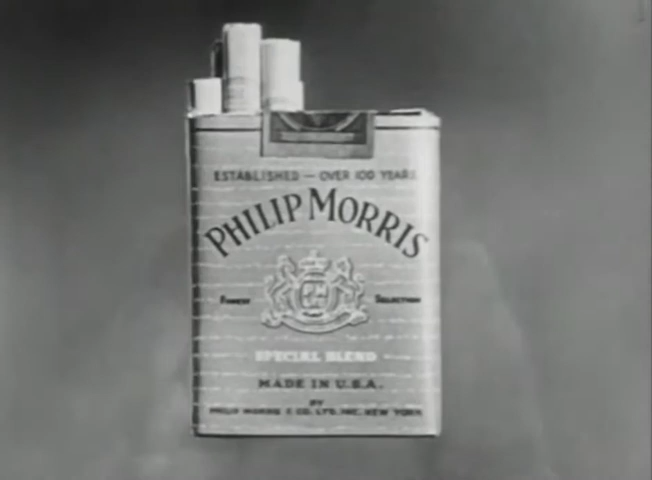 ESTABLISHED — OVER 100 YEARS
PHILIP MORRIS
FINEST SELECTION
SPECIAL BLEND
MADE IN U.S.A.
BY
PHILIP MORRIS & CO. LTD., INC. NEW YORK